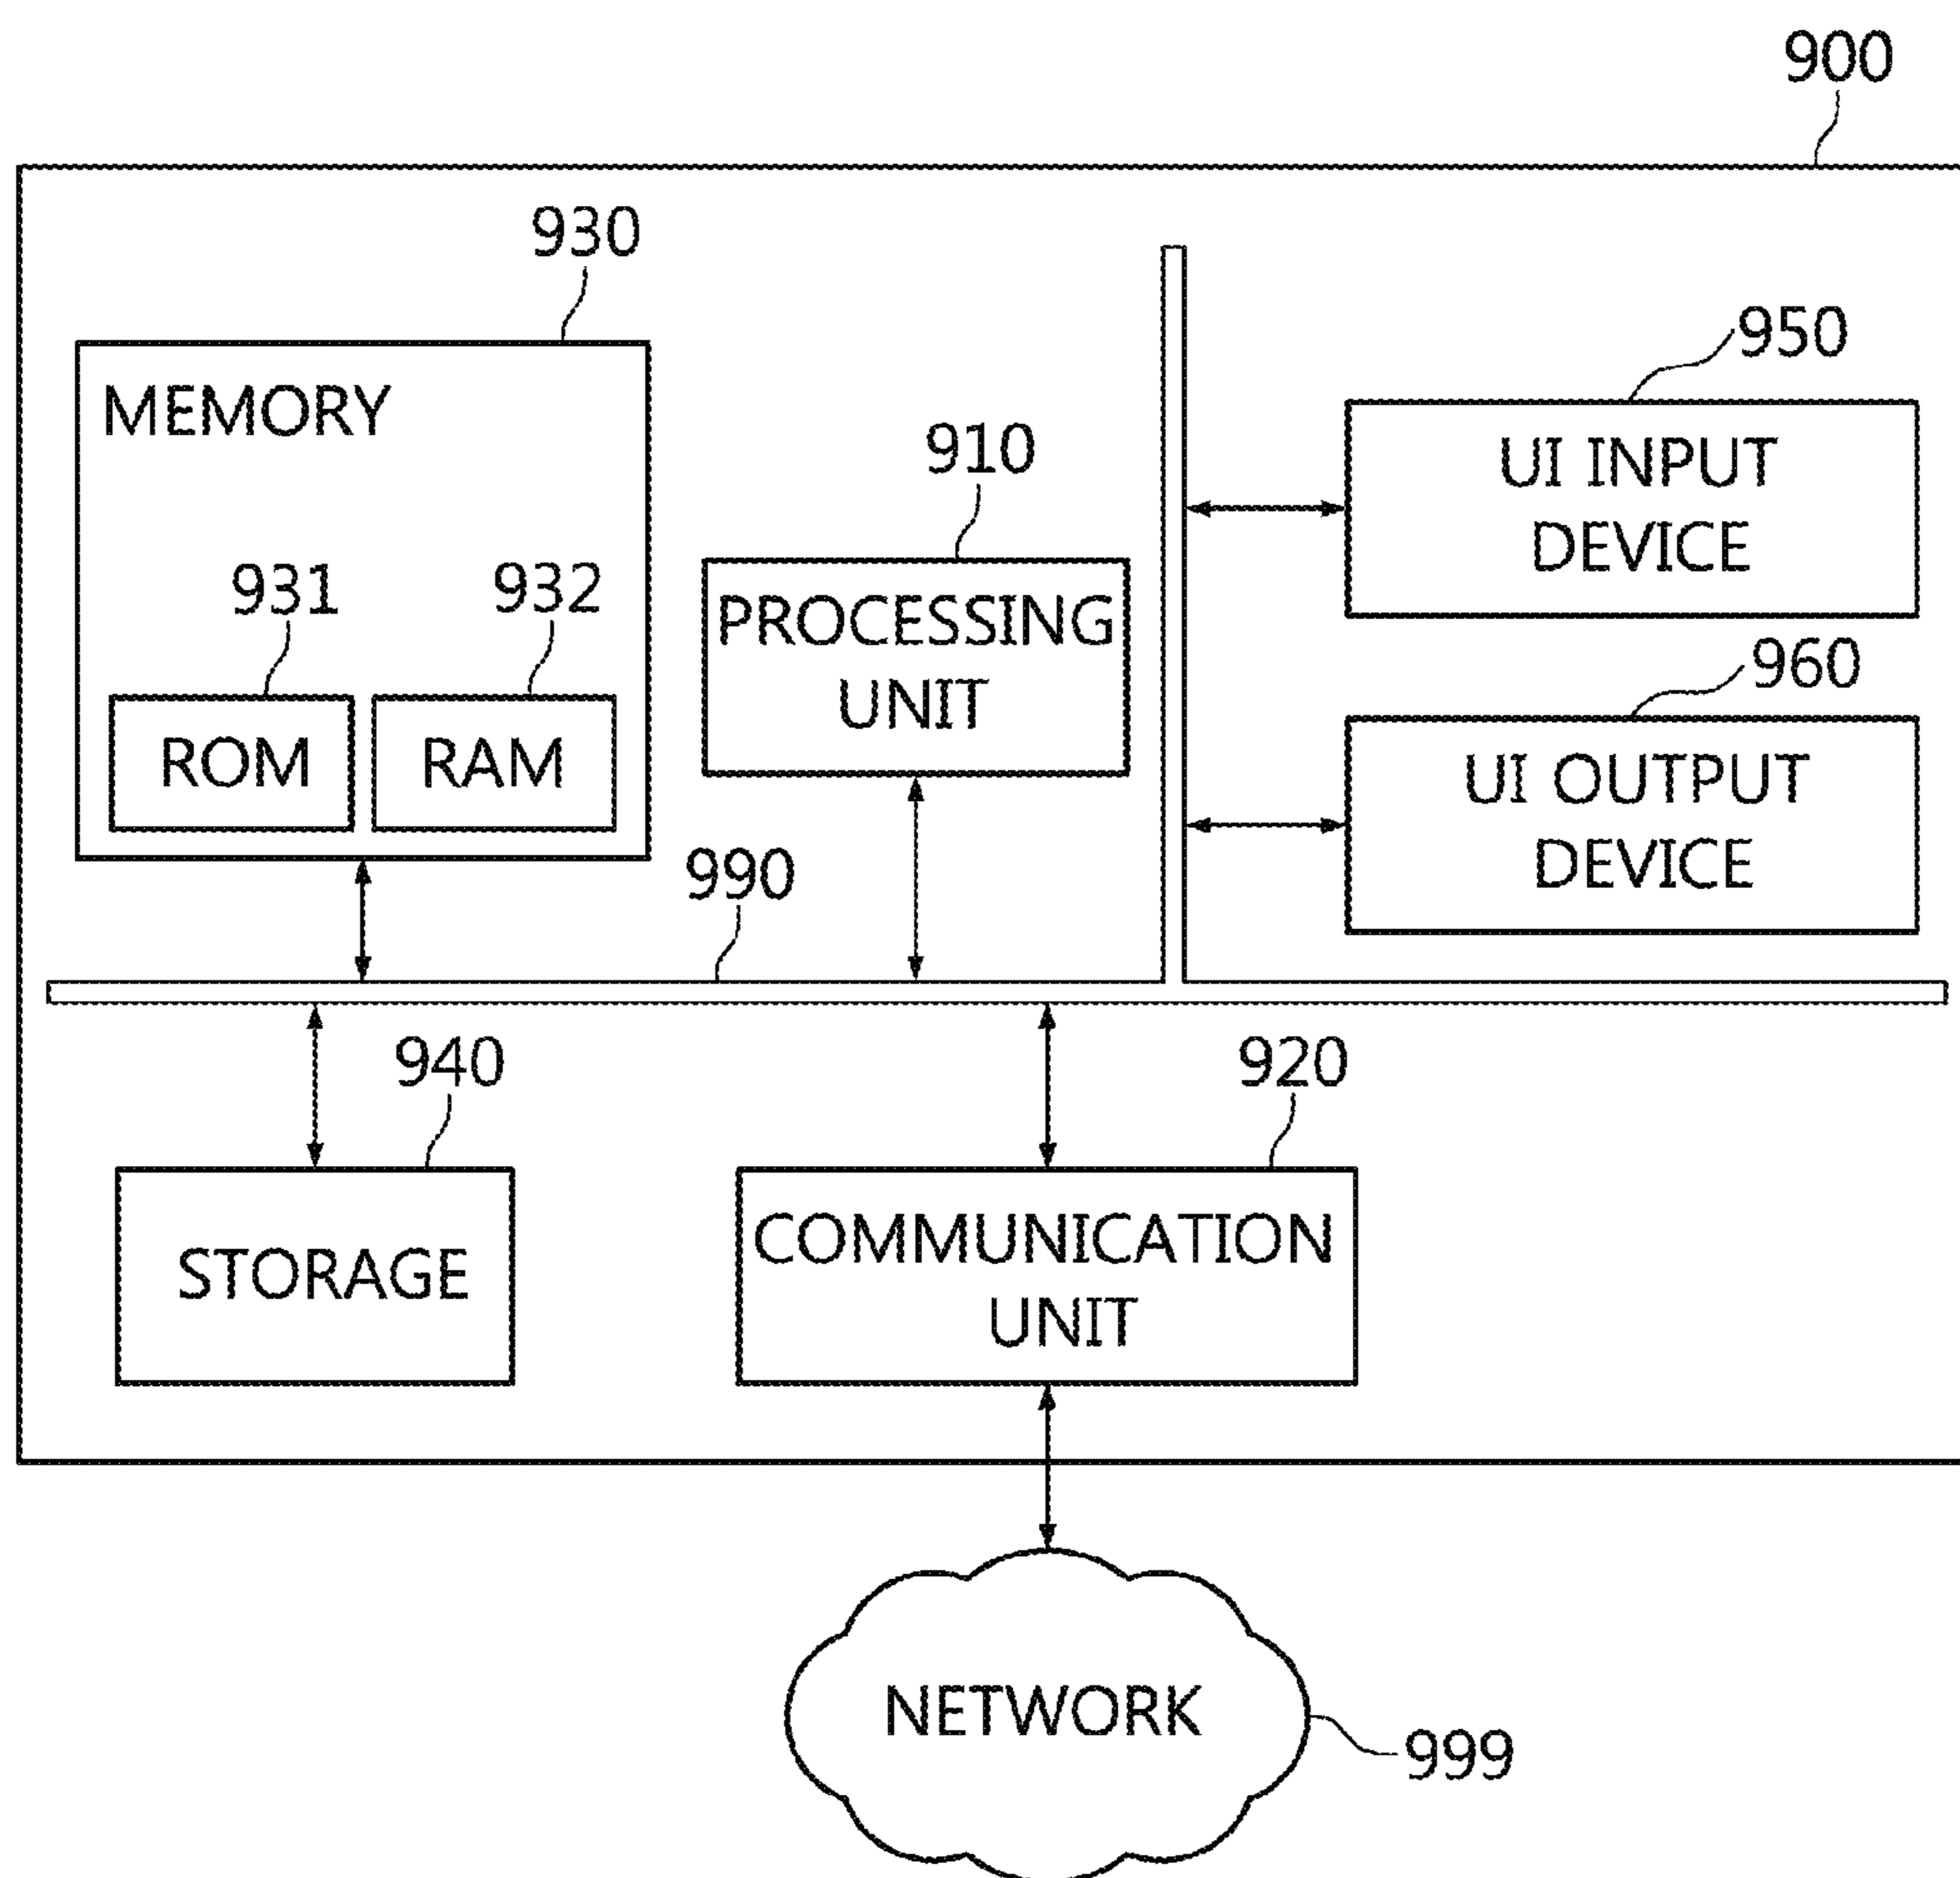 900
930
MEMORY
931
932
ROM
RAM
910
PROCESSING
UNIT
950
UI INPUT
DEVICE
960
UI OUTPUT
DEVICE
990
940
STORAGE
920
COMMUNICATION
UNIT
NETWORK
999